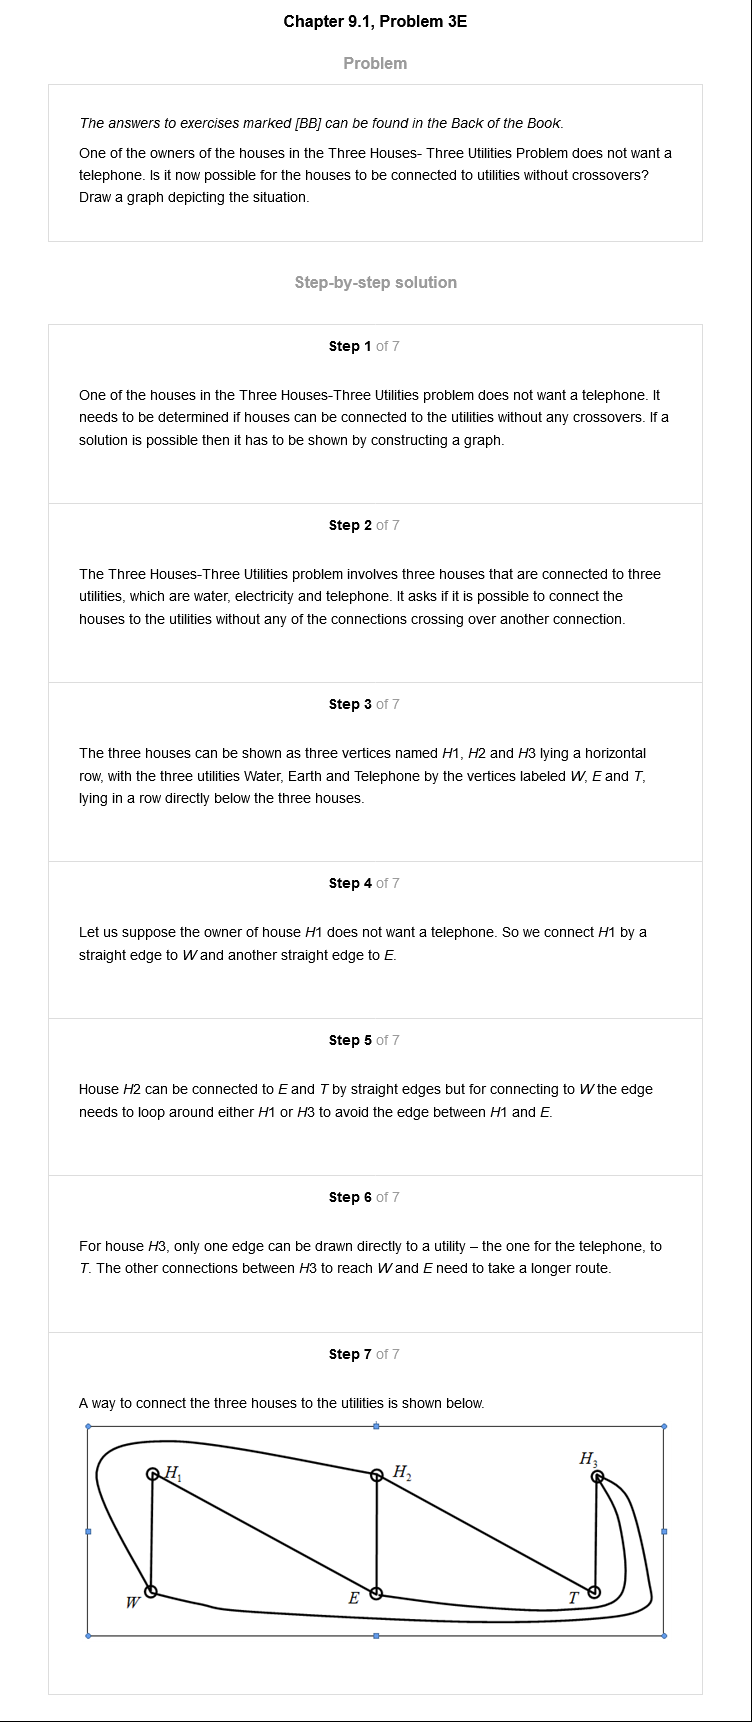 Chapter 9.1, Problem 3E
Problem
The answers to exercises marked [BB] can be found in the Back of the Book.
One of the owners of the houses in the Three Houses- Three Utilities Problem does not want a
telephone. Is it now possible for the houses to be connected to utilities without crossovers?
Draw a graph depicting the situation.
Step-by-step solution
Step 1 of 7
One of the houses in the Three Houses-Three Utilities problem does not want a telephone. It
needs to be determined if houses can be connected to the utilities without any crossovers. If a
solution is possible then it has to be shown by constructing a graph.
Step 2 of 7
The Three Houses-Three Utilities problem involves three houses that are connected to three
utilities, which are water, electricity and telephone. It asks if it is possible to connect the
houses to the utilities without any of the connections crossing over another connection.
Step 3 of 7
The three houses can be shown as three vertices named H1, H2 and H3 lying a horizontal
row, with the three utilities Water, Earth and Telephone by the vertices labeled W, E and T,
lying in a row directly below the three houses.
Step 4 of 7
Let us suppose the owner of house H1 does not want a telephone. So we connect H1 by a
straight edge to W and another straight edge to E.
Step 5 of 7
House H2 can be connected to E and T by straight edges but for connecting to W the edge
needs to loop around either H1 or H3 to avoid the edge between H1 and E.
Step 6 of 7
For house H3, only one edge can be drawn directly to a utility – the one for the telephone, to
T. The other connections between H3 to reach W and E need to take a longer route.
Step 7 of 7
A way to connect the three houses to the utilities is shown below.
H₁
H₂
H₃
W
E
T